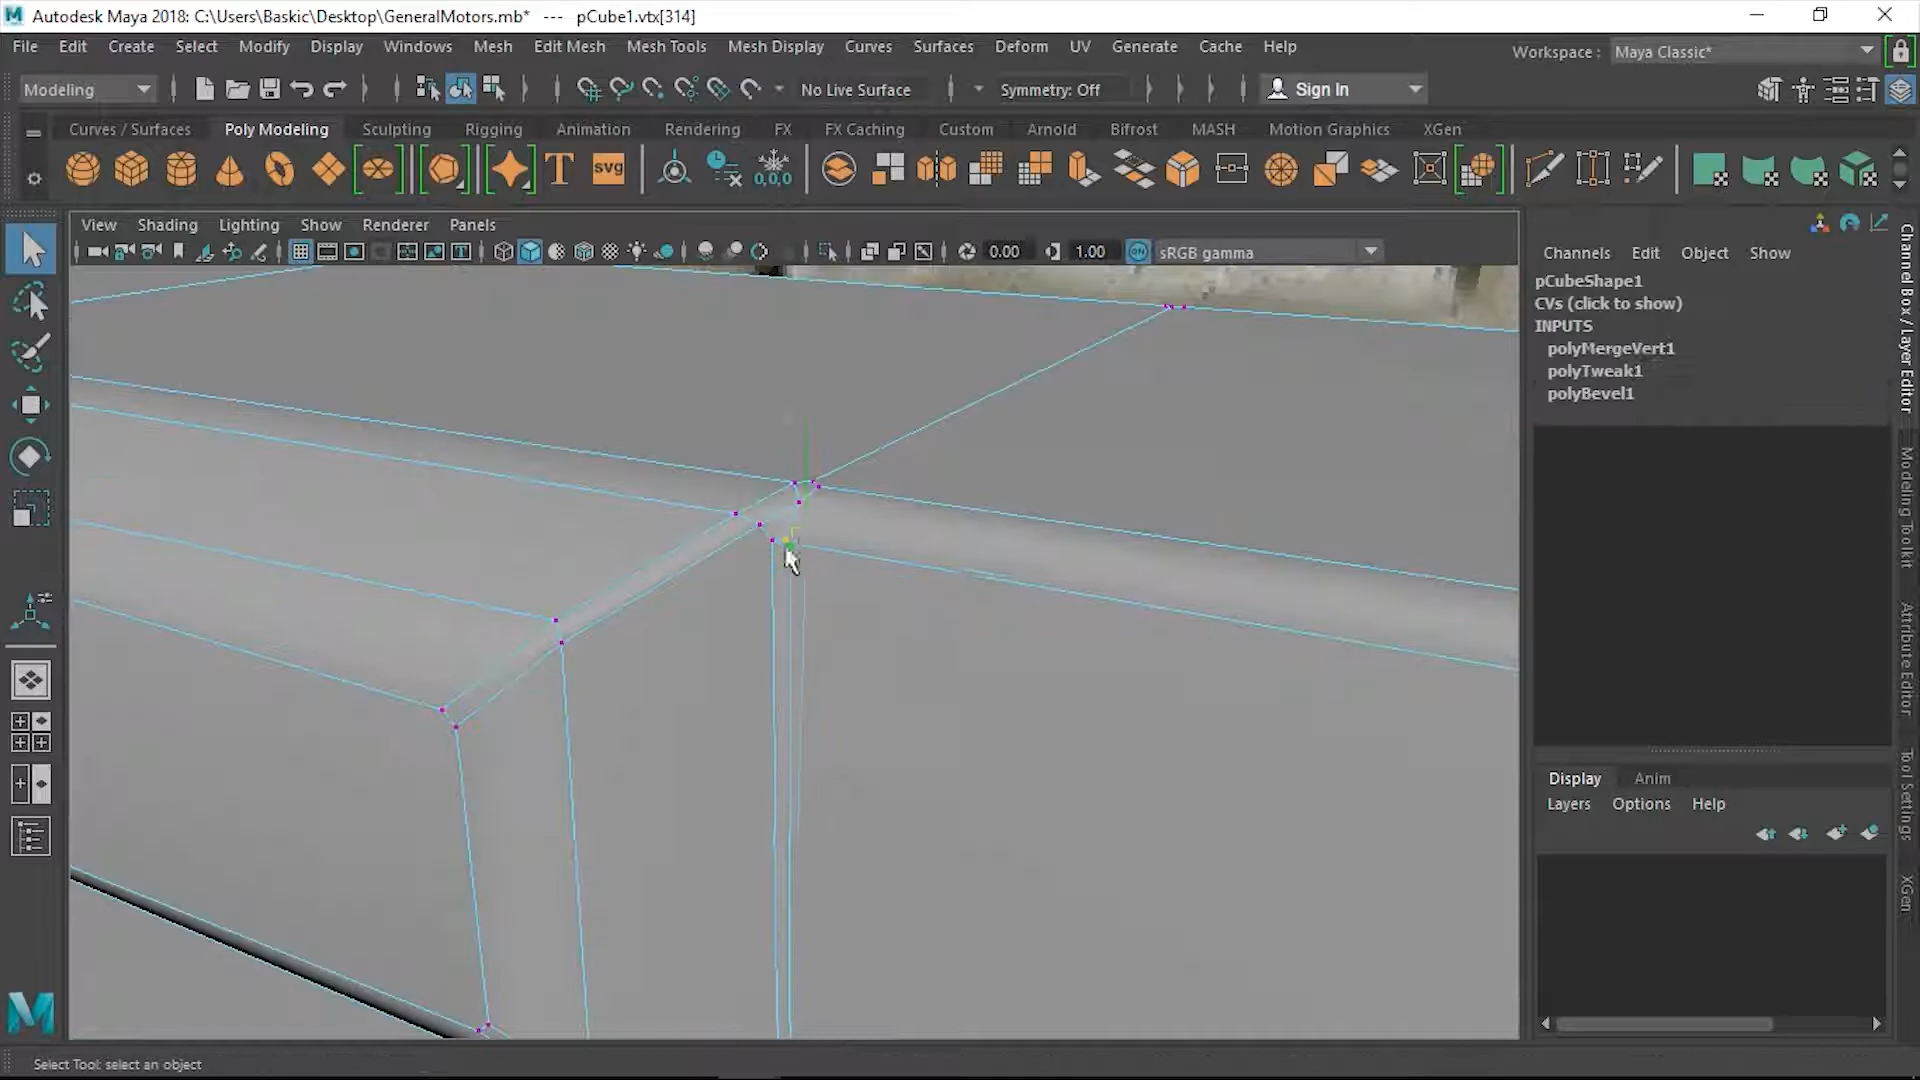 Autodesk Maya 2018: C:\Users\Baskic\Desktop\GeneralMotors.mb* --- pCube1.vtx[314]
File Edit Create Select Modify Display Windows Mesh Edit Mesh Mesh Tools Mesh Display Curves Surfaces Deform UV Generate Cache Help
Workspace : Maya Classic*
Modeling
No Live Surface
Symmetry: Off
Sign In
Curves / Surfaces Poly Modeling Sculpting Rigging Animation Rendering FX FX Caching Custom Arnold Bifrost MASH Motion Graphics XGen
T svg 0,0,0
View Shading Lighting Show Renderer Panels
0.00 1.00 ON sRGB gamma
Channels Edit Object Show
pCubeShape1
CVs (click to show)
INPUTS
polyMergeVert1
polyTweak1
polyBevel1
Display Anim
Layers Options Help
Channel Box / Layer Editor
Modeling Toolkit
Attribute Editor
Tool Settings
XGen
M
Select Tool: select an object